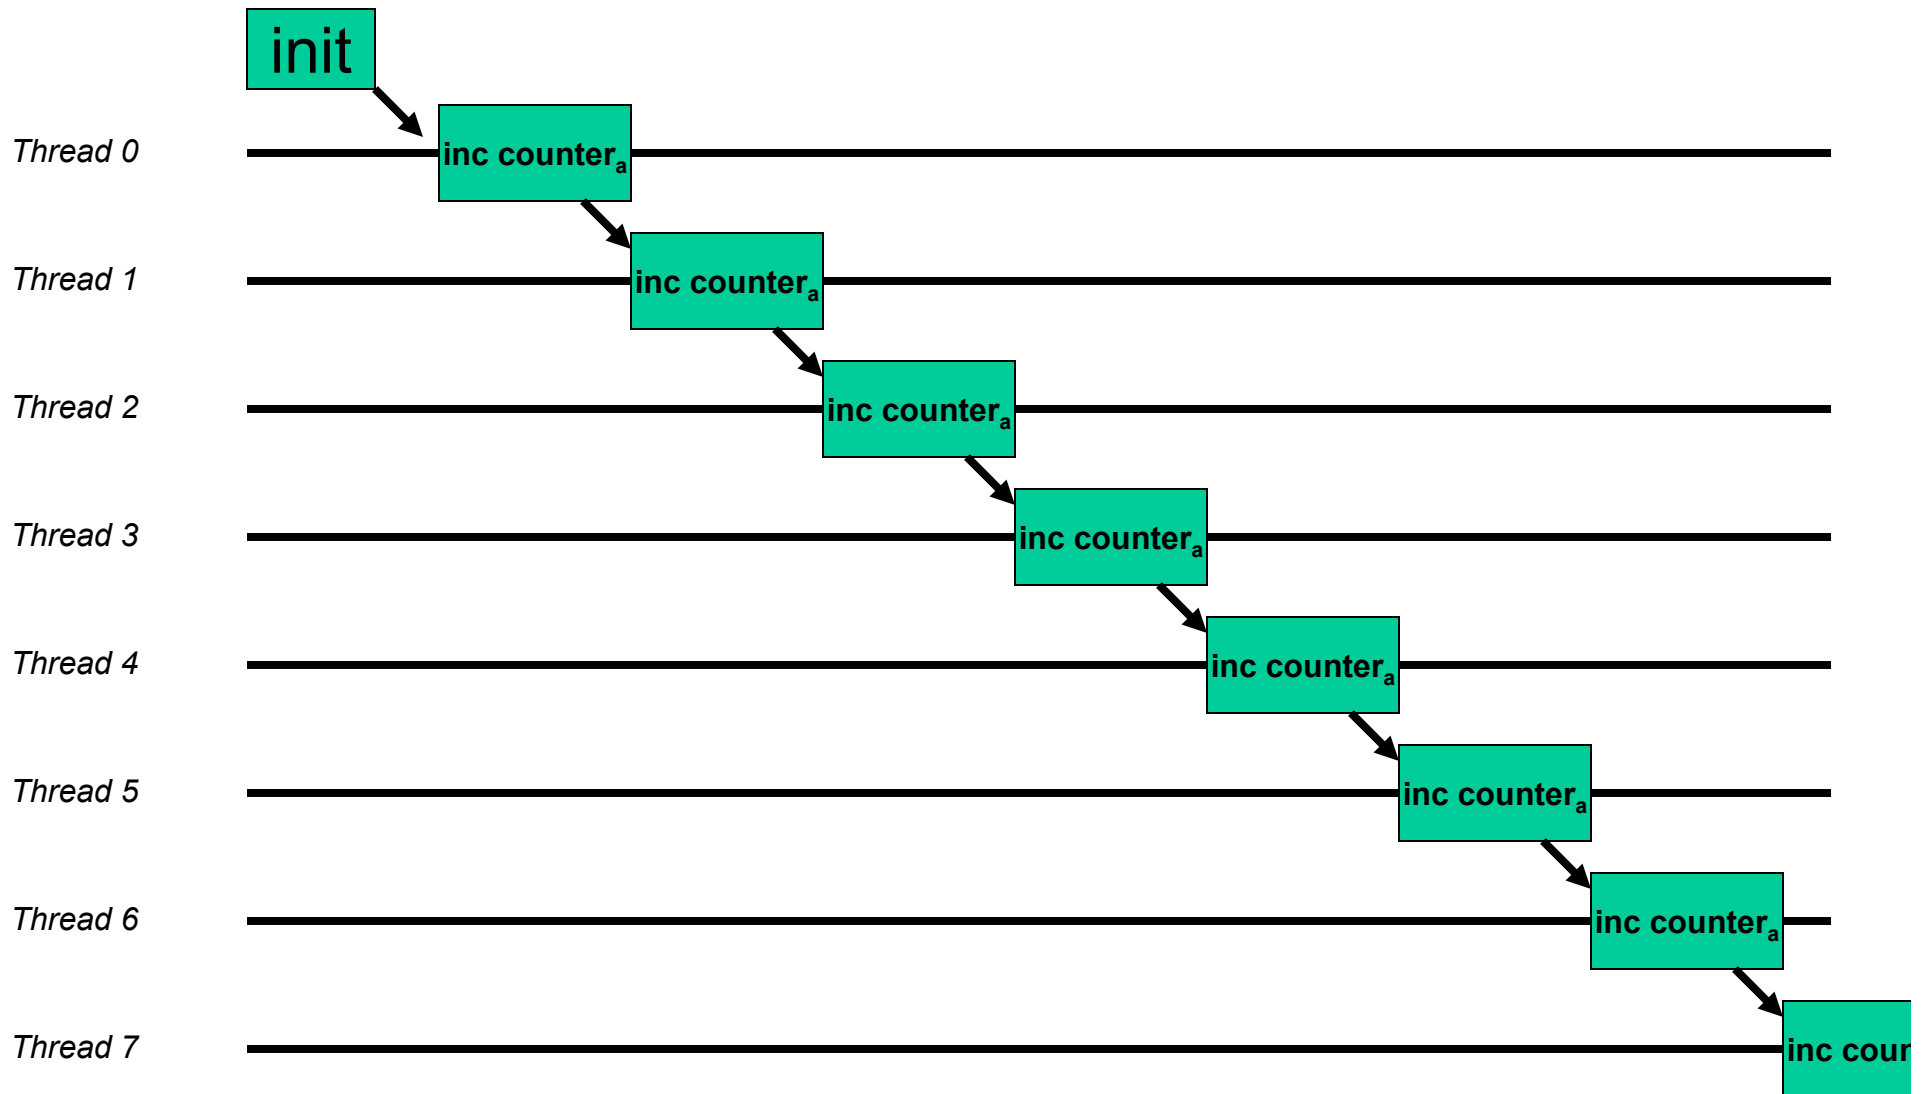 init
Thread 0
inc counterₐ
Thread 1
inc counterₐ
Thread 2
inc counterₐ
Thread 3
inc counterₐ
Thread 4
inc counterₐ
Thread 5
inc counterₐ
Thread 6
inc counterₐ
Thread 7
inc